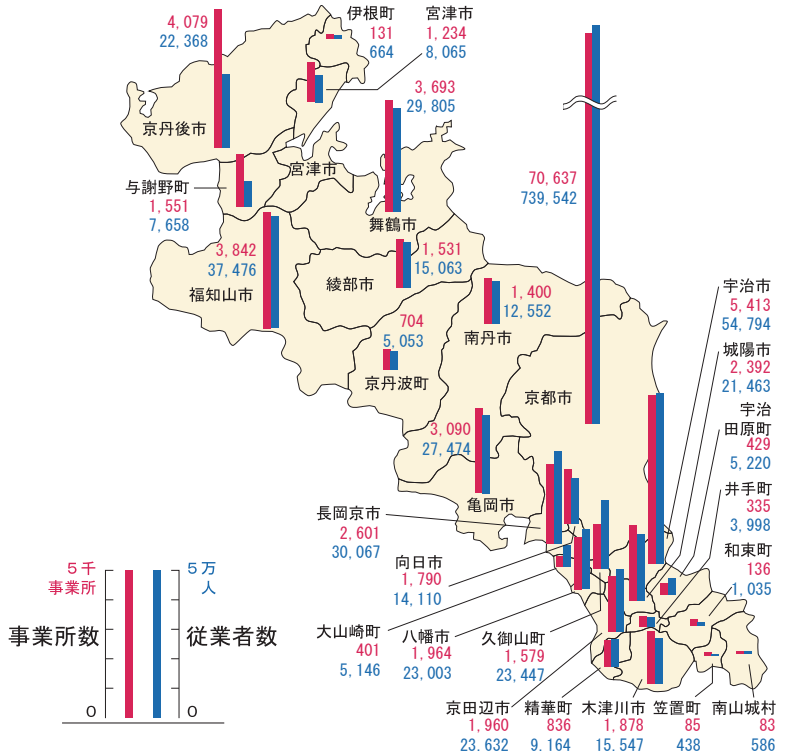 4,079
22,368
京丹後市
伊根町
131
664
宮津市
1,234
8,065
3,693
29,805
宮津市
与謝野町
1,551
7,658
舞鶴市
70,637
739,542
3,842
37,476
福知山市
綾部市
1,531
15,063
1,400
12,552
南丹市
704
5,053
京丹波町
京都市
3,090
27,474
亀岡市
宇治市
5,413
54,794
城陽市
2,392
21,463
宇治
田原町
429
5,220
井手町
335
3,998
和束町
136
1,035
長岡京市
2,601
30,067
向日市
1,790
14,110
大山崎町
401
5,146
八幡市
1,964
23,003
久御山町
1,579
23,447
京田辺市
1,960
23,632
精華町
836
9,164
木津川市
1,878
15,547
笠置町
85
438
南山城村
83
586
5千
事業所
5万
人
事業所数
従業者数
0
0